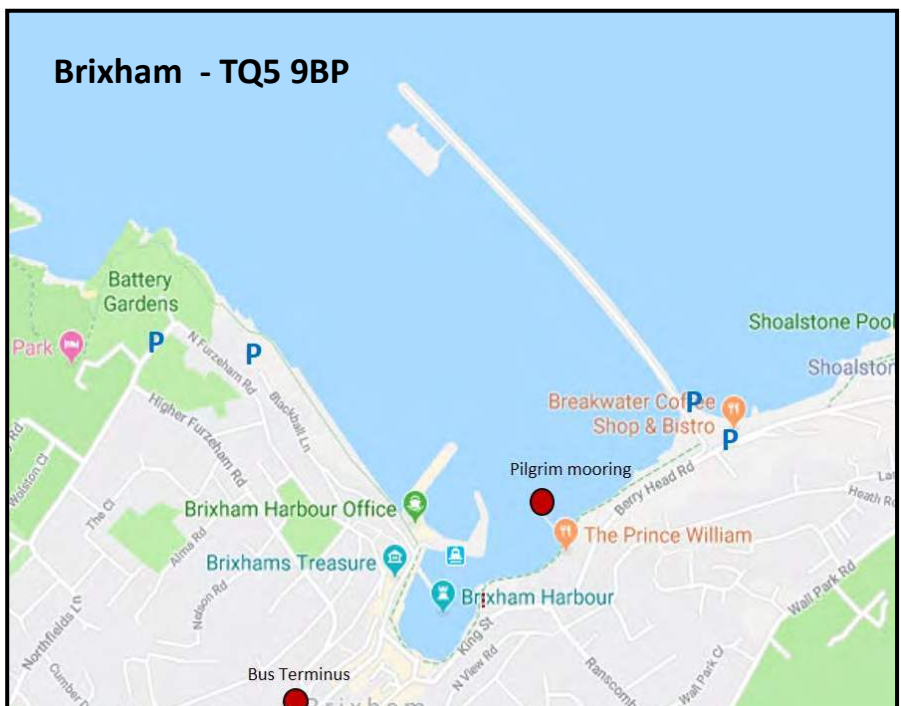 Brixham - TQ5 9BP
Battery
Gardens
Park
P
P
N Furzeham Rd
Blackball Ln
Higher Furzeham Rd
Shoalstone Pool
Shoalston
P
Breakwater Coffee
Shop & Bistro
P
Rd
Wolston Cl
The Cl
Alma Rd
Nelson Rd
Northfields Ln
Pilgrim mooring
Berry Head Rd
Heath
Brixham Harbour Office
Brixhams Treasure
The Prince William
Brixham Harbour
King St
N View Rd
Wall Park Rd
Wall Park Cl
Bus Terminus
Brixham